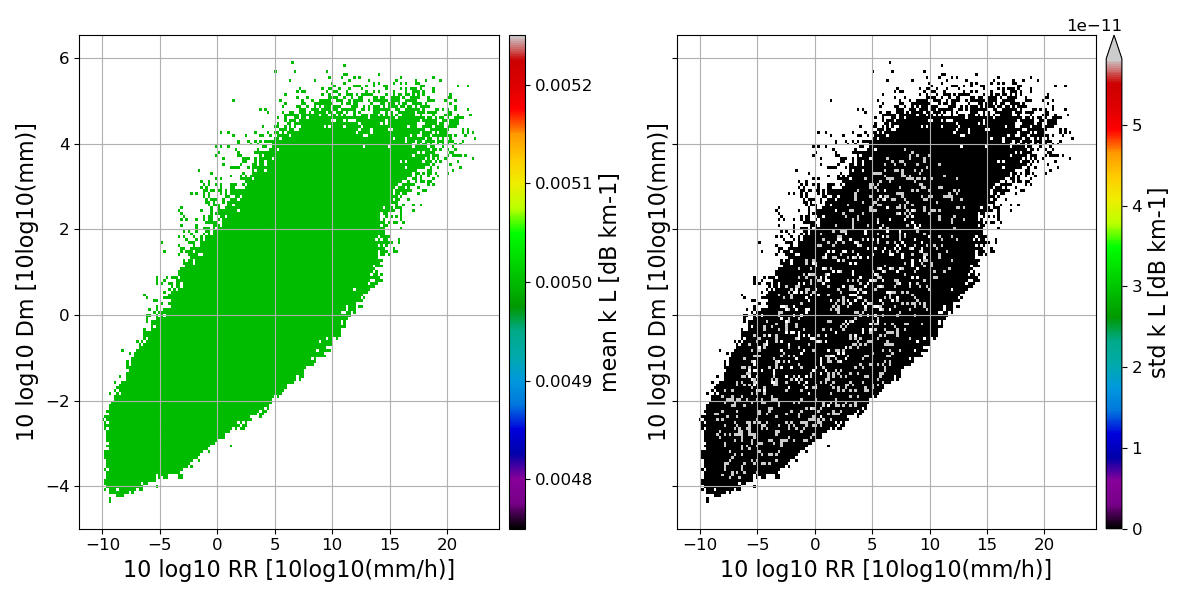 1e−11
6
4
2
0
−2
−4
10 log10 Dm [10log10(mm)]
−10 −5 0 5 10 15 20
10 log10 RR [10log10(mm/h)]
0.0052
0.0051
0.0050
0.0049
0.0048
mean k L [dB km-1]
10 log10 Dm [10log10(mm)]
−10 −5 0 5 10 15 20
10 log10 RR [10log10(mm/h)]
5
4
3
2
1
0
std k L [dB km-1]